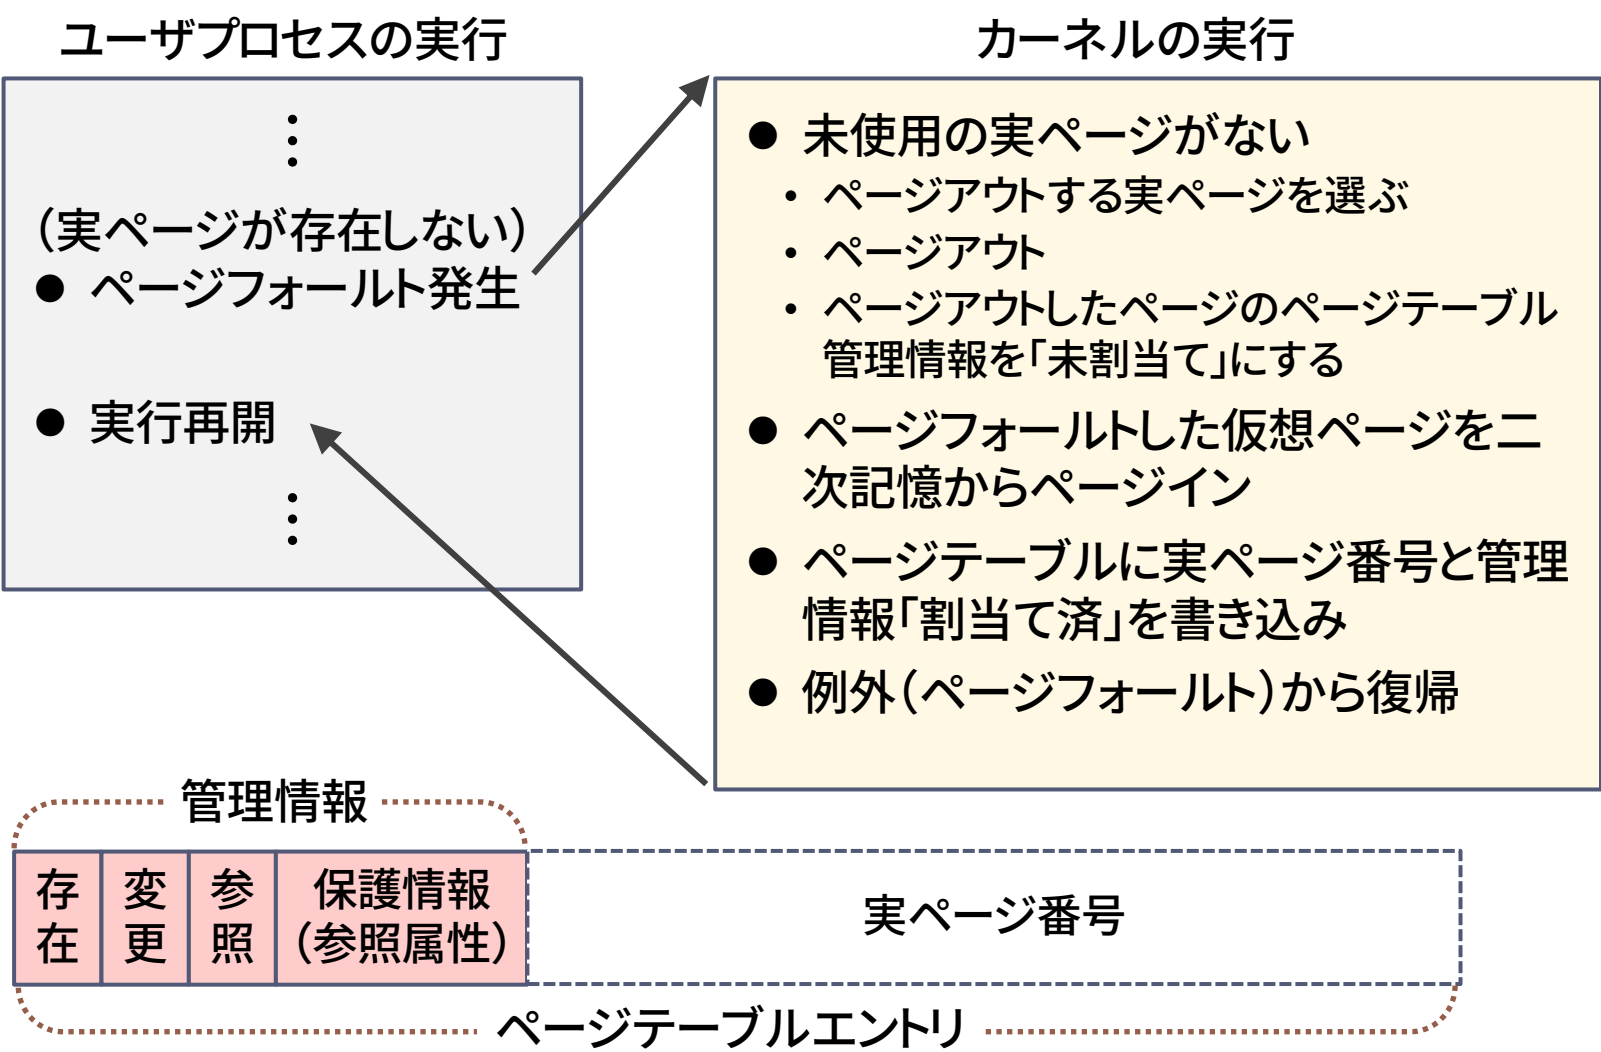 ユーザプロセスの実行
⋮
（実ページが存在しない）
● ページフォールト発生
● 実行再開
⋮
カーネルの実行
● 未使用の実ページがない
・ ページアウトする実ページを選ぶ
・ ページアウト
・ ページアウトしたページのページテーブル
管理情報を「未割当て」にする
● ページフォールトした仮想ページを二
次記憶からページイン
● ページテーブルに実ページ番号と管理
情報「割当て済」を書き込み
● 例外（ページフォールト）から復帰
管理情報
存在
変更
参照
保護情報
（参照属性）
実ページ番号
ページテーブルエントリ